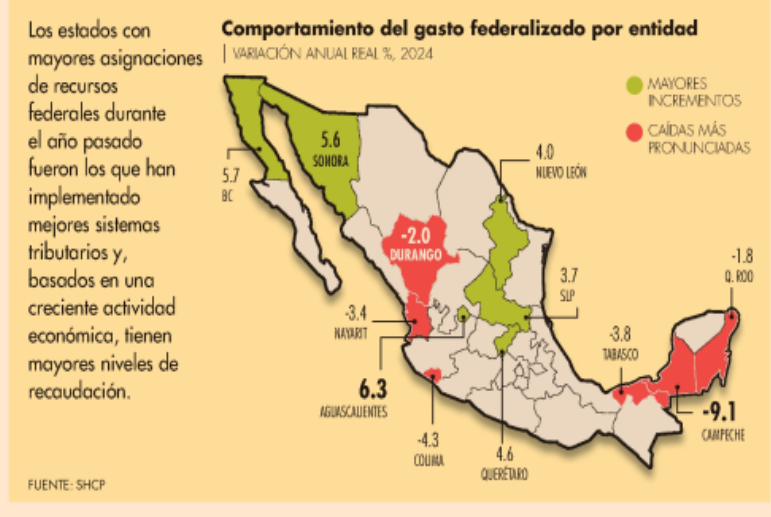 Los estados con
mayores asignaciones
de recursos
federales durante
el año pasado
fueron los que han
implementado
mejores sistemas
tributarios y,
basados en una
creciente actividad
económica, tienen
mayores niveles de
recaudación.
FUENTE: SHCP
Comportamiento del gasto federalizado por entidad
VARIACIÓN ANUAL REAL %, 2024
MAYORES
INCREMENTOS
CAÍDAS MÁS
PRONUNCIADAS
5.7
BC
5.6
SONORA
4.0
NUEVO LEÓN
-2.0
DURANGO
3.7
SLP
-1.8
Q. ROO
-3.4
NAYARIT
-3.8
TABASCO
6.3
AGUASCALIENTES
-9.1
CAMPECHE
-4.3
COLIMA
4.6
QUERÉTARO